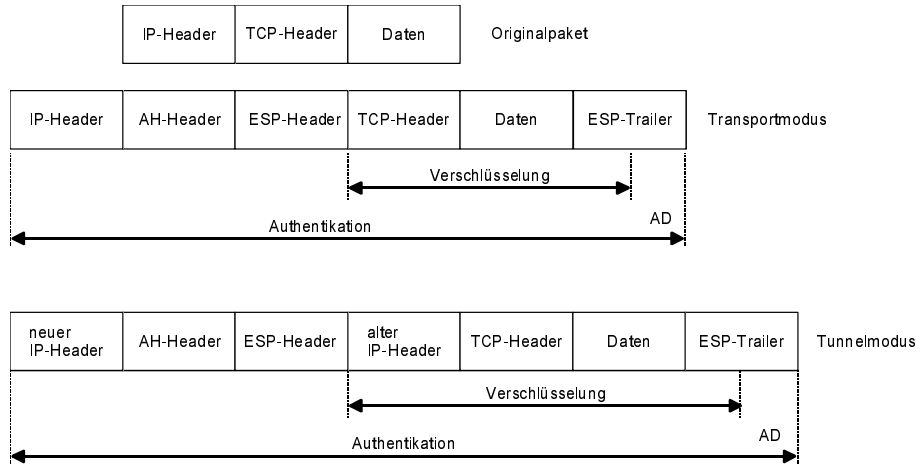 IP-Header TCP-Header Daten Originalpaket
IP-Header AH-Header ESP-Header TCP-Header Daten ESP-Trailer Transportmodus
Verschlüsselung
AD
Authentikation
neuer
IP-Header AH-Header ESP-Header alter
IP-Header TCP-Header Daten ESP-Trailer Tunnelmodus
Verschlüsselung
AD
Authentikation